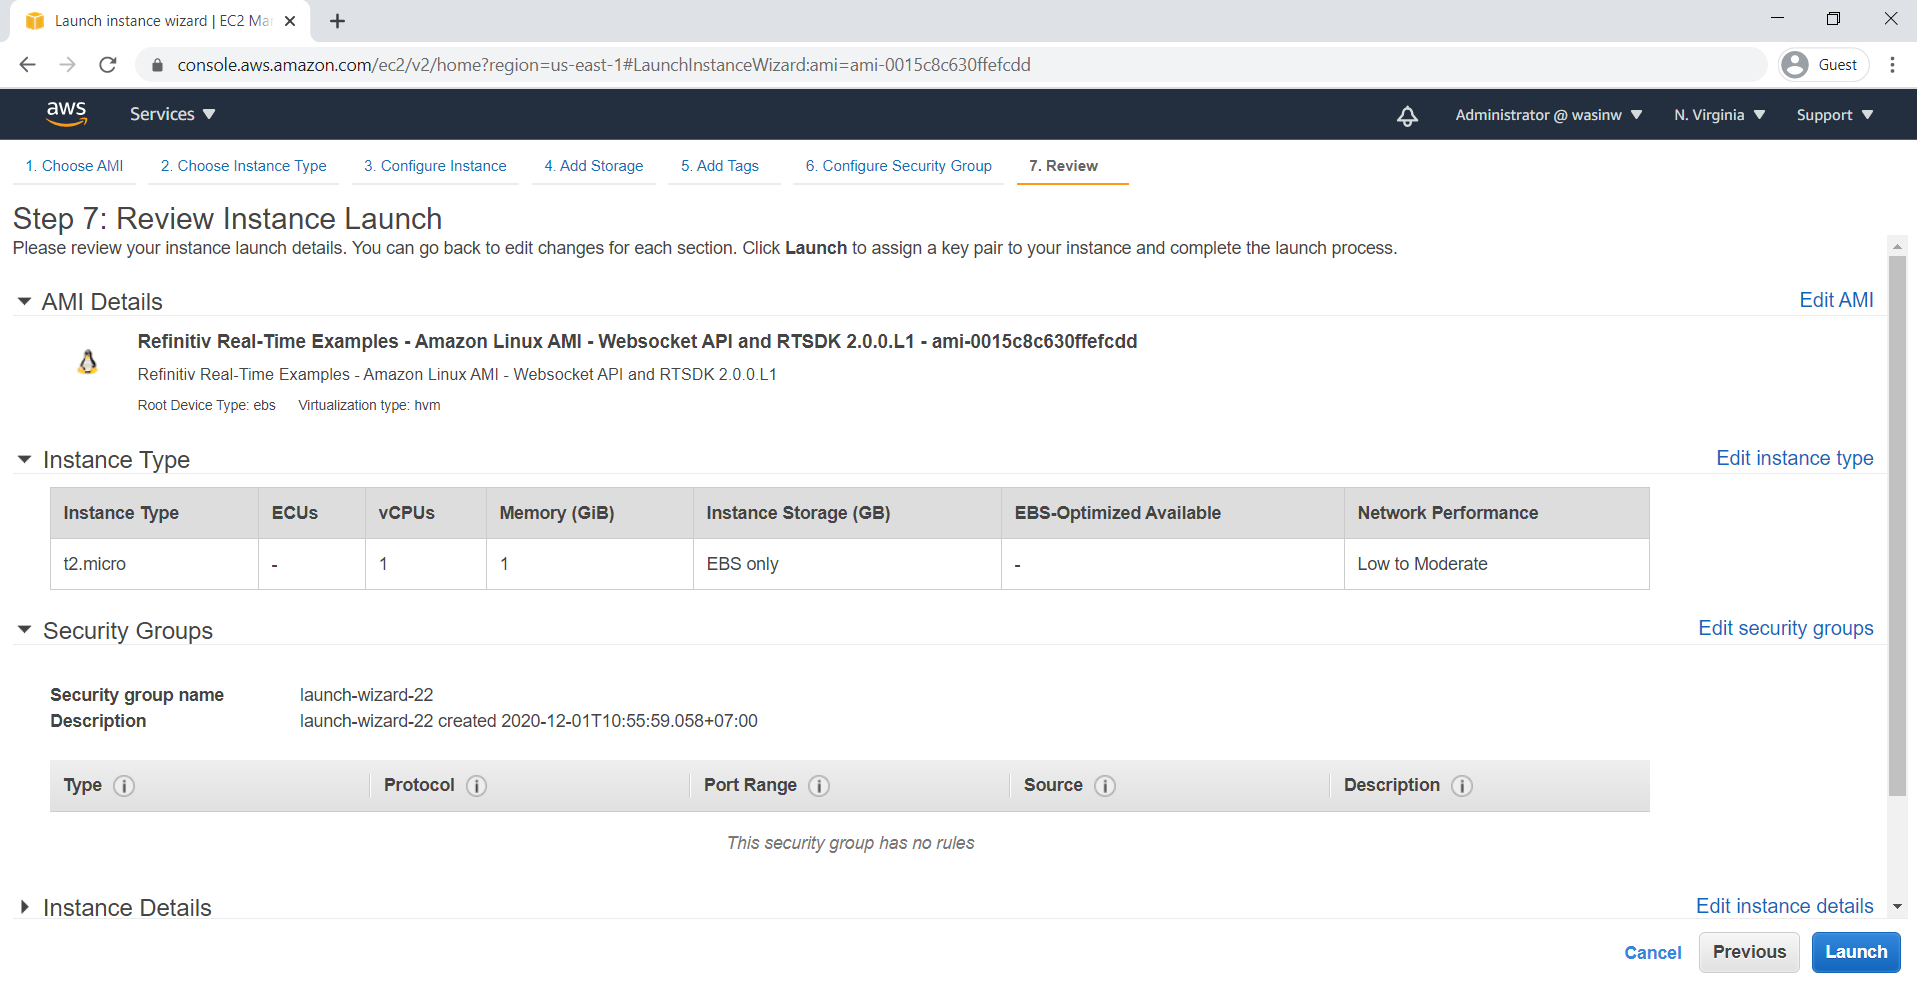 Launch instance wizard | EC2 Mar
console.aws.amazon.com/ec2/v2/home?region=us-east-1#LaunchInstanceWizard:ami=ami-0015c8c630ffefcdd
Guest
aws
Services
Administrator @ wasinw
N. Virginia
Support
1. Choose AMI
2. Choose Instance Type
3. Configure Instance
4. Add Storage
5. Add Tags
6. Configure Security Group
7. Review
Step 7: Review Instance Launch
Please review your instance launch details. You can go back to edit changes for each section. Click Launch to assign a key pair to your instance and complete the launch process.
AMI Details
Edit AMI
Refinitiv Real-Time Examples - Amazon Linux AMI - Websocket API and RTSDK 2.0.0.L1 - ami-0015c8c630ffefcdd
Refinitiv Real-Time Examples - Amazon Linux AMI - Websocket API and RTSDK 2.0.0.L1
Root Device Type: ebs Virtualization type: hvm
Instance Type
Edit instance type
Instance Type ECUs vCPUs Memory (GiB) Instance Storage (GB) EBS-Optimized Available Network Performance
t2.micro - 1 1 EBS only - Low to Moderate
Security Groups
Edit security groups
Security group name launch-wizard-22
Description launch-wizard-22 created 2020-12-01T10:55:59.058+07:00
Type Protocol Port Range Source Description
This security group has no rules
Instance Details
Edit instance details
Cancel
Previous
Launch